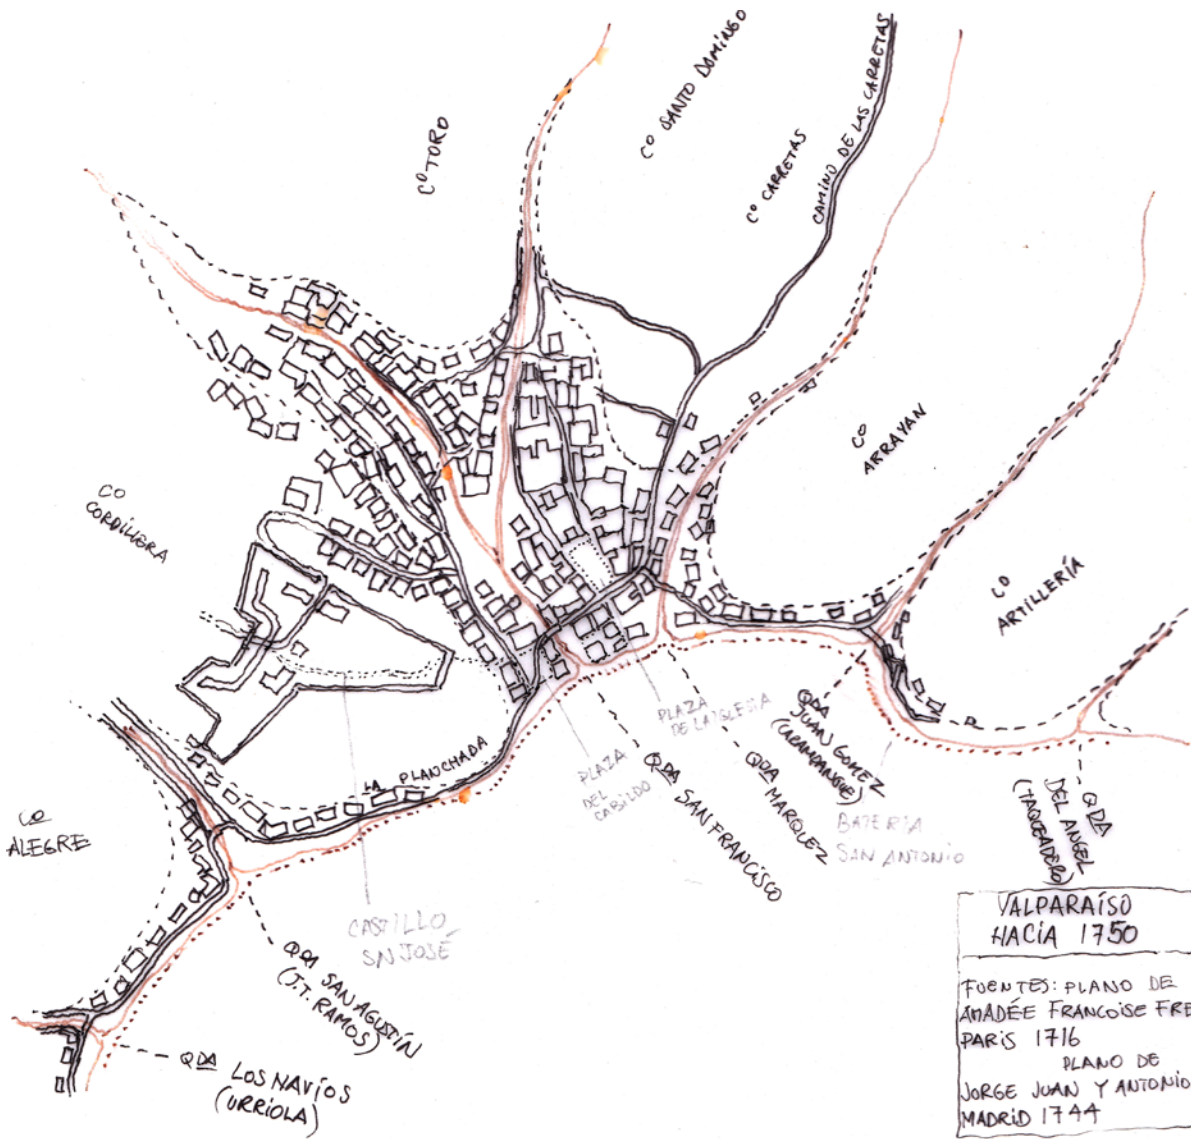 Cº TORO
Cº SANTO DOMINGO
Cº CARRETAS
CAMINO DE LAS CARRETAS
Cº
ARRAYAN
Cº
ARTILLERÍA
CO
CORDILLERA
LA PLANCHADA
CO
ALEGRE
PLAZA
DE LA IGLESIA
PLAZA
DEL
CABILDO
QDA SAN FRANCISCO
QDA MARQUEZ
QDA
JUAN GOMEZ
(CARAMPANGUE)
BATERIA
SAN ANTONIO
QDA
DEL ANGEL
(TAQUEADERO)
CASTILLO
SN JOSÉ
QDA SAN AGUSTÍN
(J.T. RAMOS)
QDA LOS NAVÍOS
(URRIOLA)
VALPARAÍSO
HACIA 1750
FUENTES: PLANO DE
AMADÉE FRANCOISE FRE
PARIS 1716
PLANO DE
JORGE JUAN Y ANTONIO
MADRID 1744